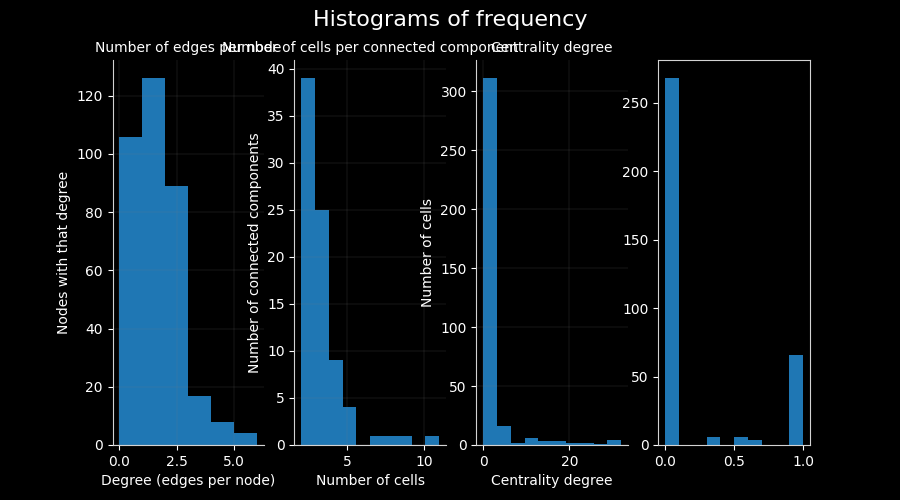 Histograms of frequency
Number of edges per node
Number of cells per connected component
Centrality degree
Nodes with that degree
0
20
40
60
80
100
120
0.0 2.5 5.0
Degree (edges per node)
Number of connected components
0
5
10
15
20
25
30
35
40
5 10
Number of cells
Number of cells
0
50
100
150
200
250
300
0 20
Centrality degree
0
50
100
150
200
250
0.0 0.5 1.0